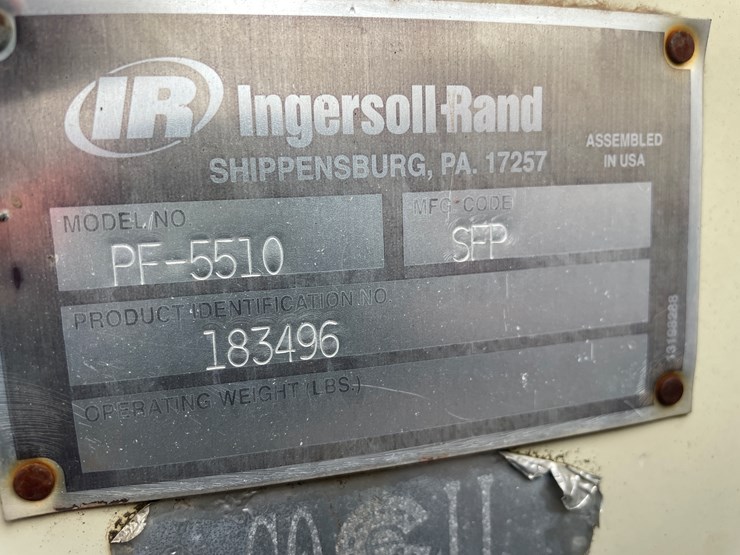 IR Ingersoll-Rand
SHIPPENSBURG, PA. 17257
ASSEMBLED
IN USA
MODEL NO
PF-5510
MFG CODE
SFP
PRODUCT IDENTIFICATION NO.
183496
OPERATING WEIGHT (LBS.)